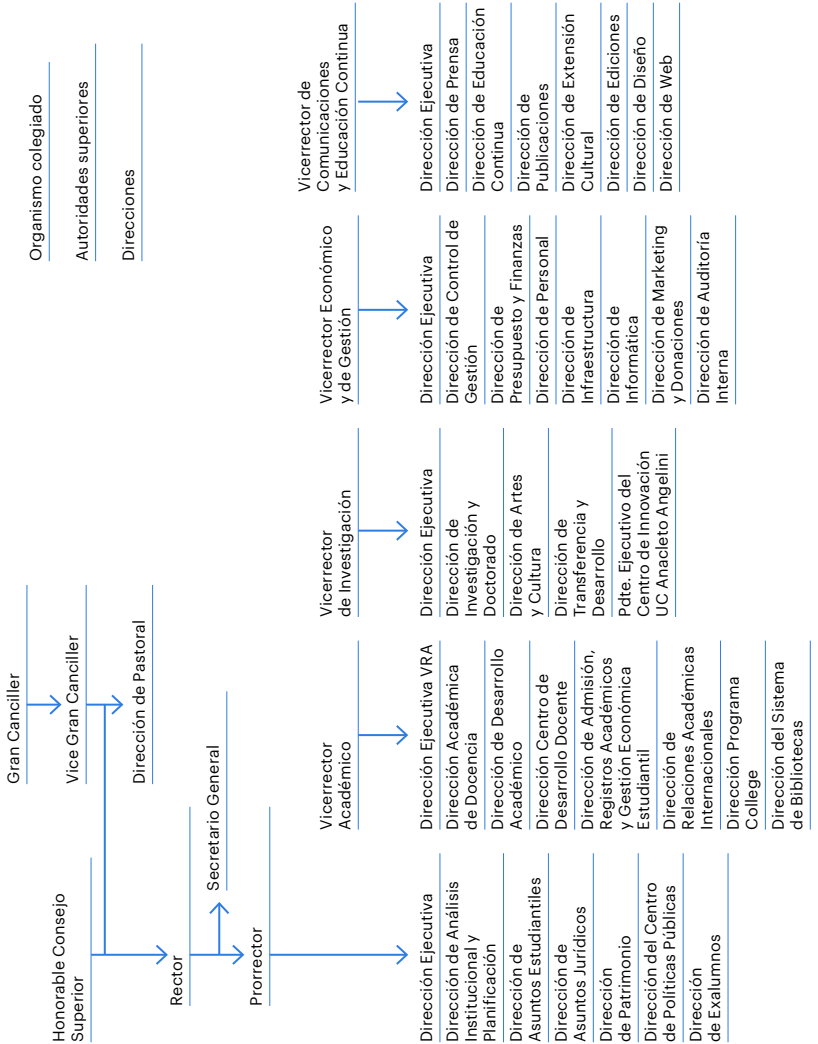 Gran Canciller
Vice Gran Canciller
Dirección de Pastoral
Honorable Consejo
Superior
Rector
Secretario General
Prorrector
Organismo colegiado
Autoridades superiores
Direcciones
Dirección Ejecutiva
Dirección de Análisis
Institucional y
Planificación
Dirección de
Asuntos Estudiantiles
Dirección de
Asuntos Jurídicos
Dirección
de Patrimonio
Dirección del Centro
de Políticas Públicas
Dirección
de Exalumnos
Vicerrector
Académico
Dirección Ejecutiva VRA
Dirección Académica
de Docencia
Dirección de Desarrollo
Académico
Dirección Centro de
Desarrollo Docente
Dirección de Admisión,
Registros Académicos
y Gestión Económica
Estudiantil
Dirección de
Relaciones Académicas
Internacionales
Dirección Programa
College
Dirección del Sistema
de Bibliotecas
Vicerrector
de Investigación
Dirección Ejecutiva
Dirección de
Investigación y
Doctorado
Dirección de Artes
y Cultura
Dirección de
Transferencia y
Desarrollo
Pdte. Ejecutivo del
Centro de Innovación
UC Anacleto Angelini
Vicerrector Económico
y de Gestión
Dirección Ejecutiva
Dirección de Control de
Gestión
Dirección de
Presupuesto y Finanzas
Dirección de Personal
Dirección de
Infraestructura
Dirección de
Informática
Dirección de Marketing
y Donaciones
Dirección de Auditoría
Interna
Vicerrector de
Comunicaciones
y Educación Continua
Dirección Ejecutiva
Dirección de Prensa
Dirección de Educación
Continua
Dirección de
Publicaciones
Dirección de Extensión
Cultural
Dirección de Ediciones
Dirección de Diseño
Dirección de Web